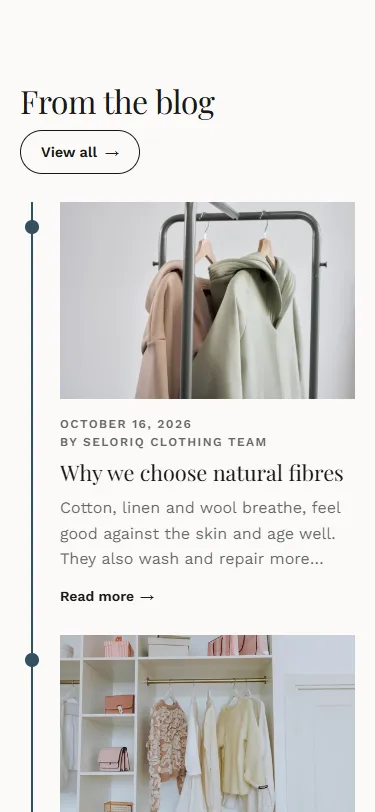 From the blog
View all →
OCTOBER 16, 2026
BY SELORIQ CLOTHING TEAM
Why we choose natural fibres
Cotton, linen and wool breathe, feel
good against the skin and age well.
They also wash and repair more...
Read more →